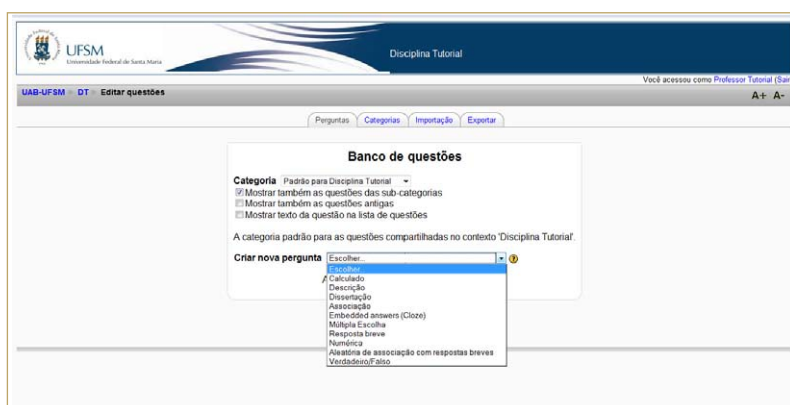 UFSM
Universidade Federal de Santa Maria
Disciplina Tutorial
Você acessou como Professor Tutorial (Sair
UAB-UFSM DT Editar questões
A+ A-
Perguntas Categorias Importação Exportar
Banco de questões
Categoria Padrão para Disciplina Tutorial
Mostrar também as questões das sub-categorias
Mostrar também as questões antigas
Mostrar texto da questão na lista de questões
A categoria padrão para as questões compartilhadas no contexto 'Disciplina Tutorial'.
Criar nova pergunta Escolher...
Escolher...
Calculado
Descrição
Dissertação
Associação
Embedded answers (Cloze)
Múltipla Escolha
Resposta breve
Numérica
Aleatória de associação com respostas breves
Verdadeiro/Falso